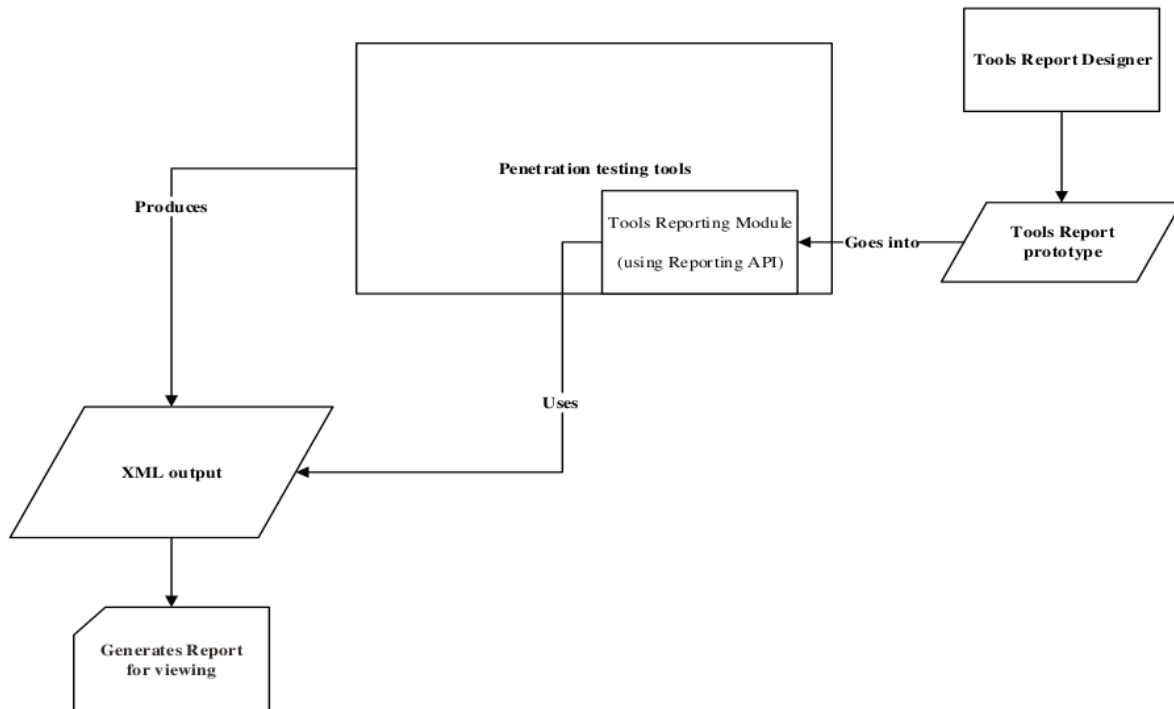 Tools Report Designer
Penetration testing tools
Produces
Tools Reporting Module
(using Reporting API)
Goes into
Tools Report
prototype
Uses
XML output
Generates Report
for viewing